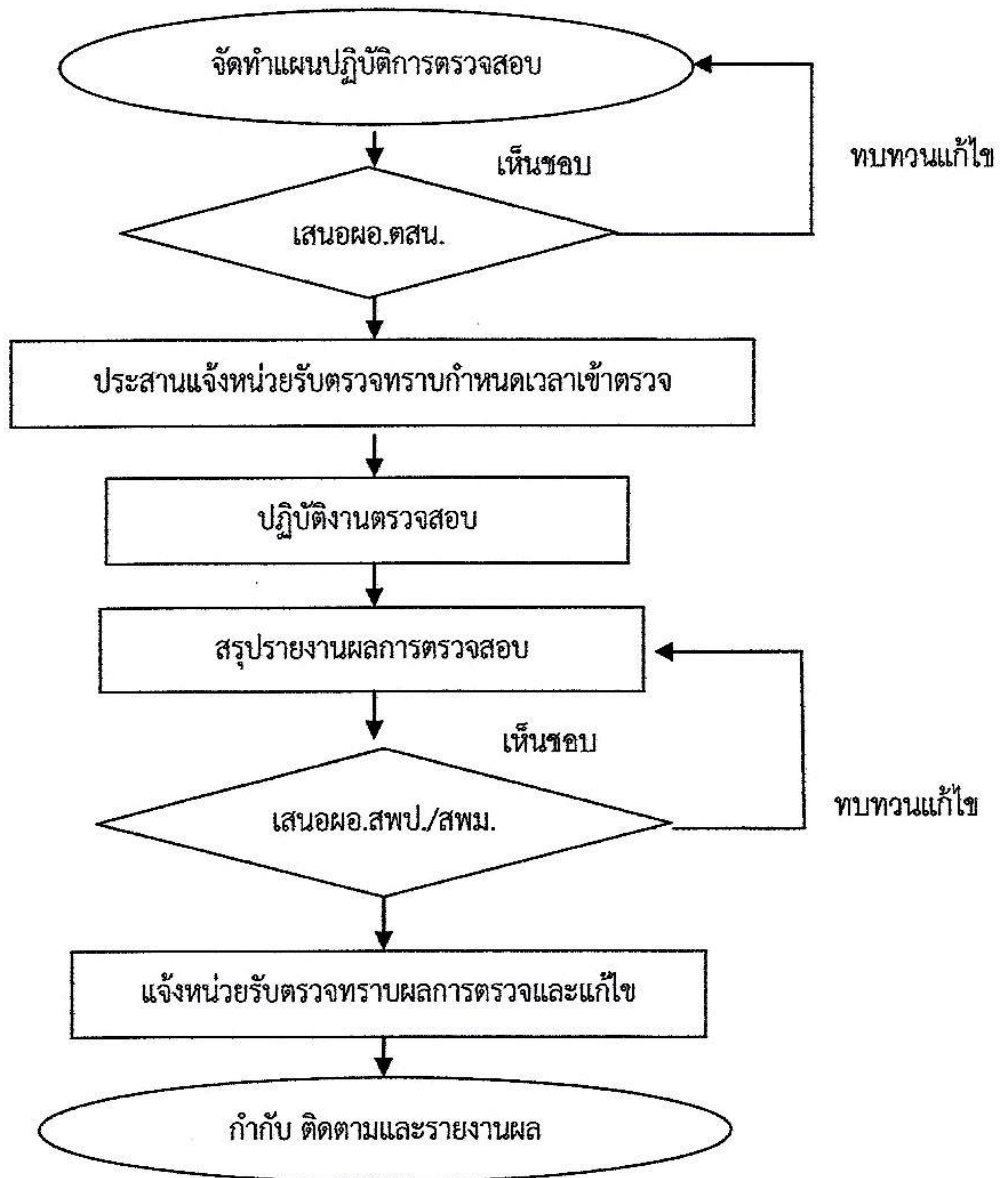 จัดทำแผนปฏิบัติการตรวจสอบ
ทบทวนแก้ไข
เห็นชอบ
เสนอผอ.ตสน.
ประสานแจ้งหน่วยรับตรวจทราบกำหนดเวลาเข้าตรวจ
ปฏิบัติงานตรวจสอบ
สรุปรายงานผลการตรวจสอบ
เห็นชอบ
ทบทวนแก้ไข
เสนอผอ.สพป./สพม.
แจ้งหน่วยรับตรวจทราบผลการตรวจและแก้ไข
กำกับ ติดตามและรายงานผล